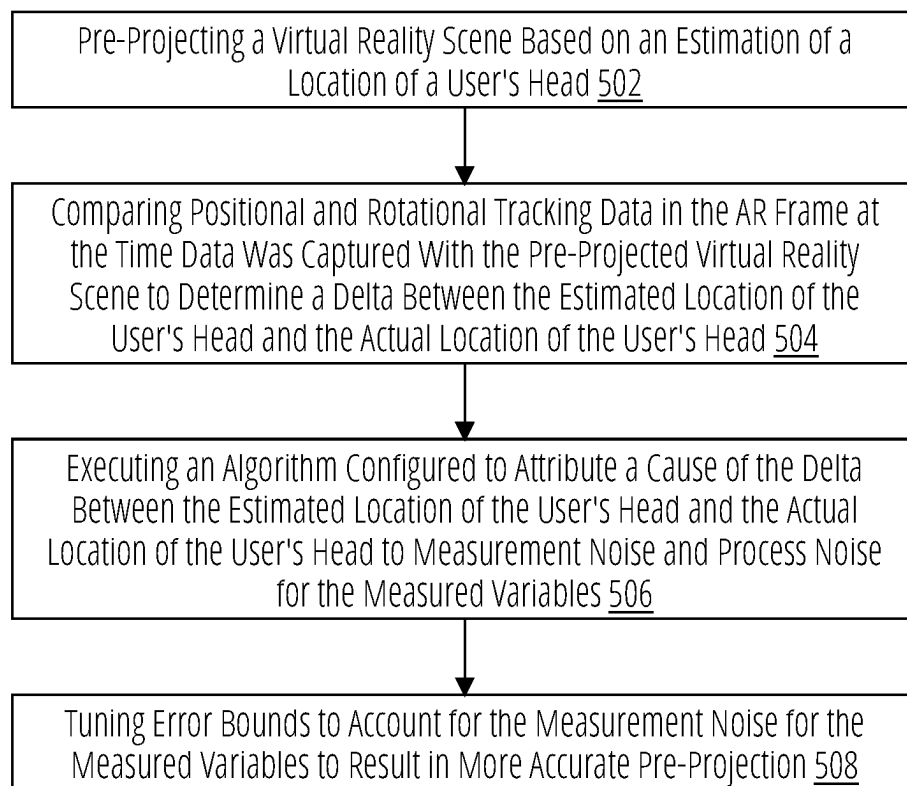 Pre-Projecting a Virtual Reality Scene Based on an Estimation of a
Location of a User's Head 502
Comparing Positional and Rotational Tracking Data in the AR Frame at
the Time Data Was Captured With the Pre-Projected Virtual Reality
Scene to Determine a Delta Between the Estimated Location of the
User's Head and the Actual Location of the User's Head 504
Executing an Algorithm Configured to Attribute a Cause of the Delta
Between the Estimated Location of the User's Head and the Actual
Location of the User's Head to Measurement Noise and Process Noise
for the Measured Variables 506
Tuning Error Bounds to Account for the Measurement Noise for the
Measured Variables to Result in More Accurate Pre-Projection 508